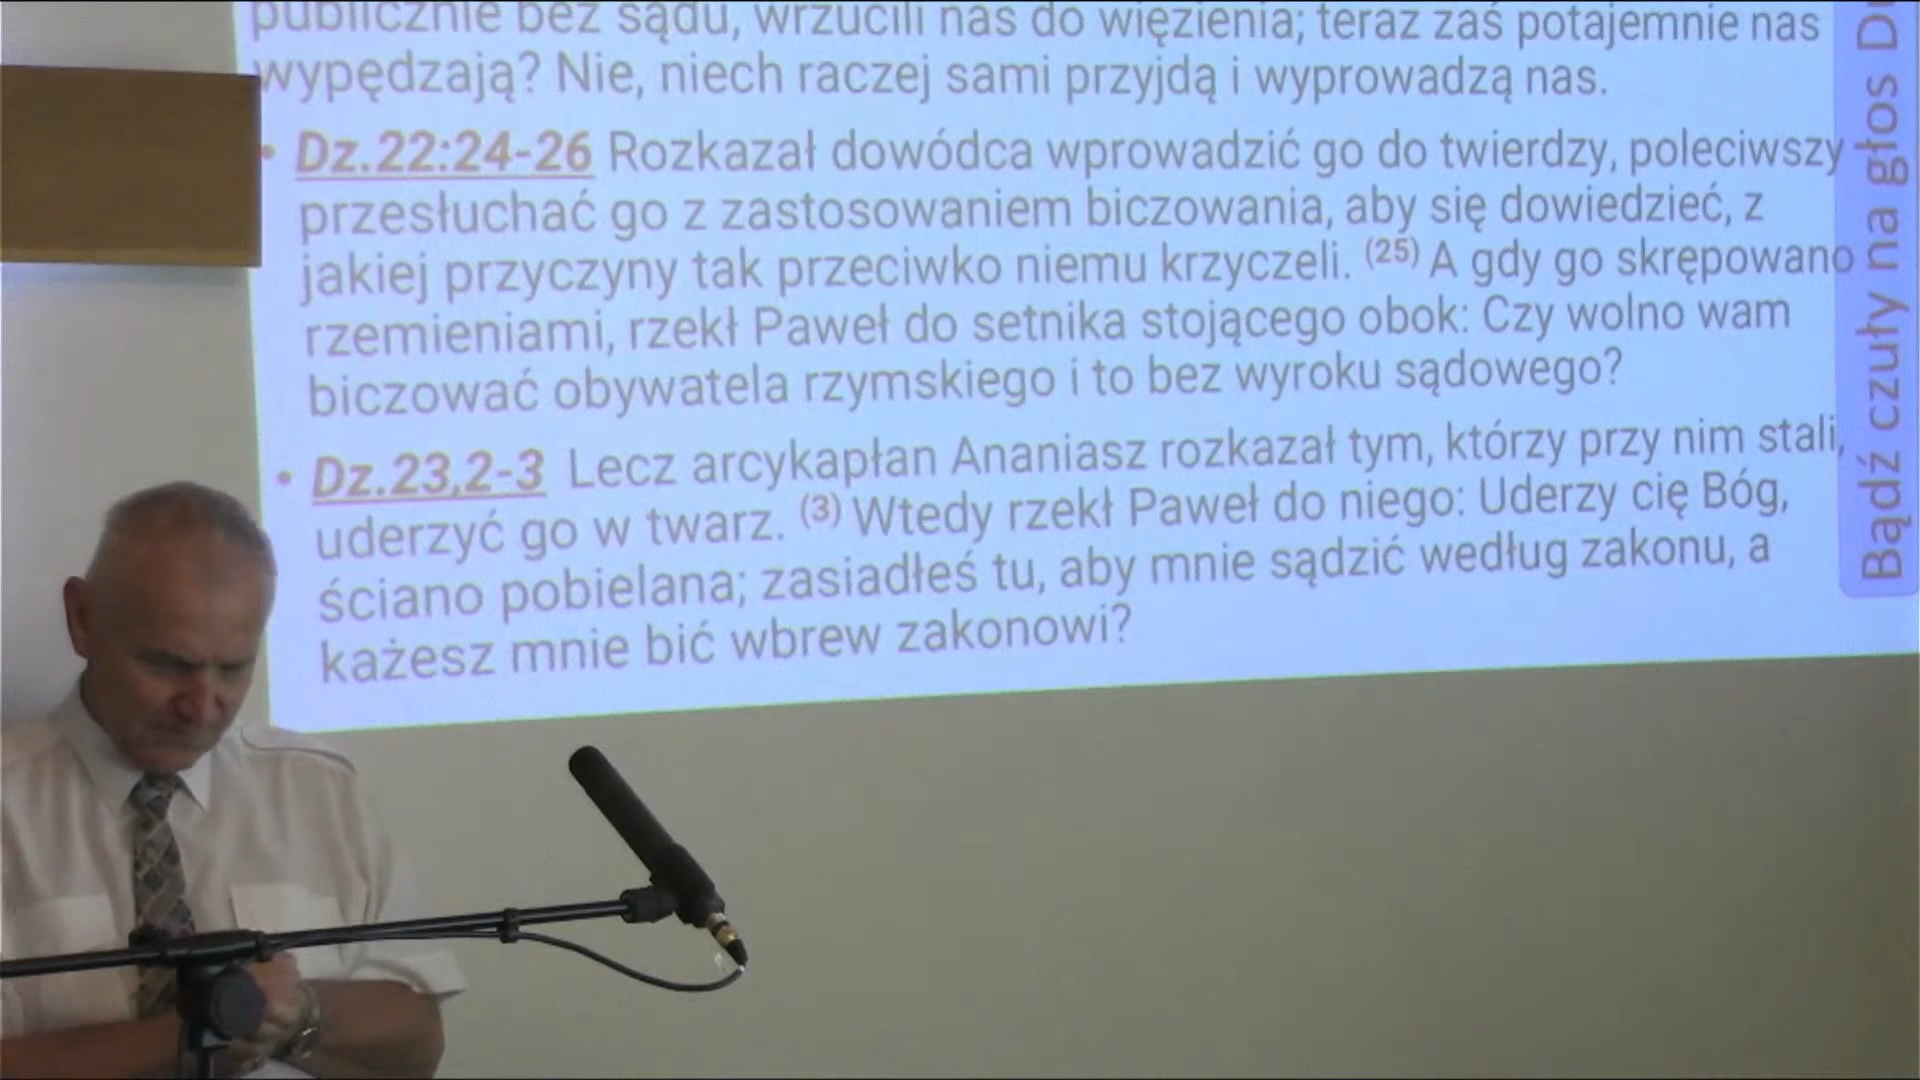 publicznie bez sądu, wrzucili nas do więzienia; teraz zaś potajemnie nas
wypędzają? Nie, niech raczej sami przyjdą i wyprowadzą nas.
• Dz.22:24-26 Rozkazał dowódca wprowadzić go do twierdzy, poleciwszy
przesłuchać go z zastosowaniem biczowania, aby się dowiedzieć, z
jakiej przyczyny tak przeciwko niemu krzyczeli. (25) A gdy go skrępowano
rzemieniami, rzekł Paweł do setnika stojącego obok: Czy wolno wam
biczować obywatela rzymskiego i to bez wyroku sądowego?
• Dz.23,2-3 Lecz arcykapłan Ananiasz rozkazał tym, którzy przy nim stali,
uderzyć go w twarz. (3) Wtedy rzekł Paweł do niego: Uderzy cię Bóg,
ściano pobielana; zasiadłeś tu, aby mnie sądzić według zakonu, a
każesz mnie bić wbrew zakonowi?
Bądź czuły na głos